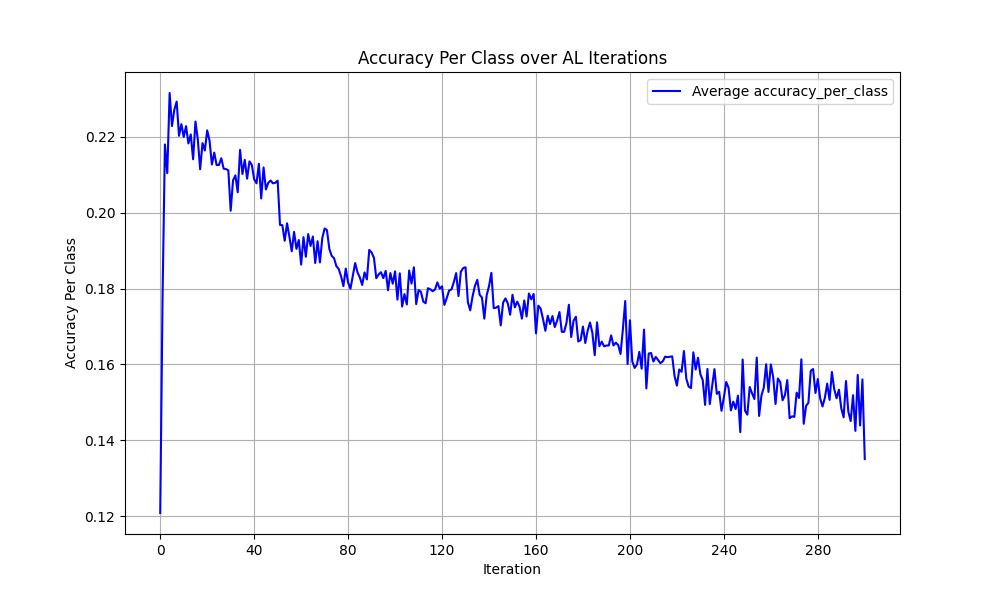 Accuracy Per Class over AL Iterations
Average accuracy_per_class
Accuracy Per Class
0.22
0.20
0.18
0.16
0.14
0.12
0 40 80 120 160 200 240 280
Iteration